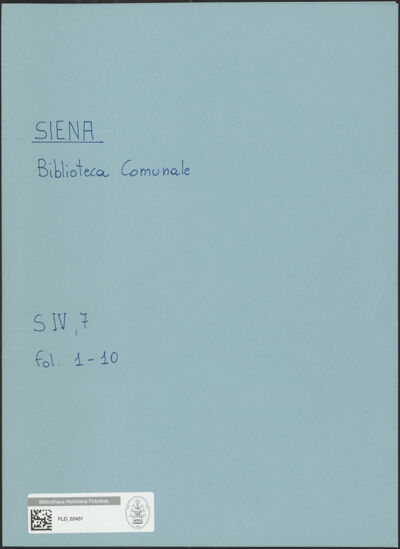 SIENA
Biblioteca Comunale
S IV, 7
fol. 1-10
Bibliotheca Hertziana Fotothek
FLD_02451